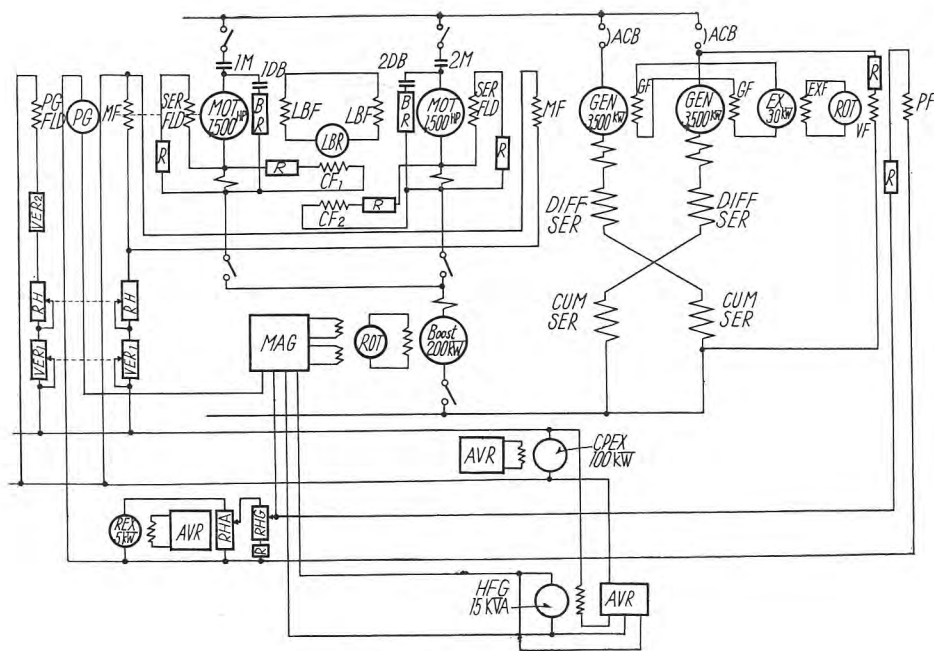 ACB
ACB
1M
2M
1DB
2DB
PG
FLD
PG
MF
SER
FLD
MOT
1500 HP
B
R
LBF
LBF
LBR
B
R
MOT
1500 HP
SER
FLD
MF
GEN
3500 KW
GF
GEN
3500 KW
GF
EX
30 KW
EXF
ROT
R
VF
PF
R
R
R
CF1
R
CF2
R
VER2
DIFF
SER
DIFF
SER
RH
RH
CUM
SER
CUM
SER
VER1
VER1
MAG
ROT
Boost
200 KW
AVR
CPEX
100 KW
REX
5 KW
AVR
RHA
RHG
R
HFG
15 KVA
AVR